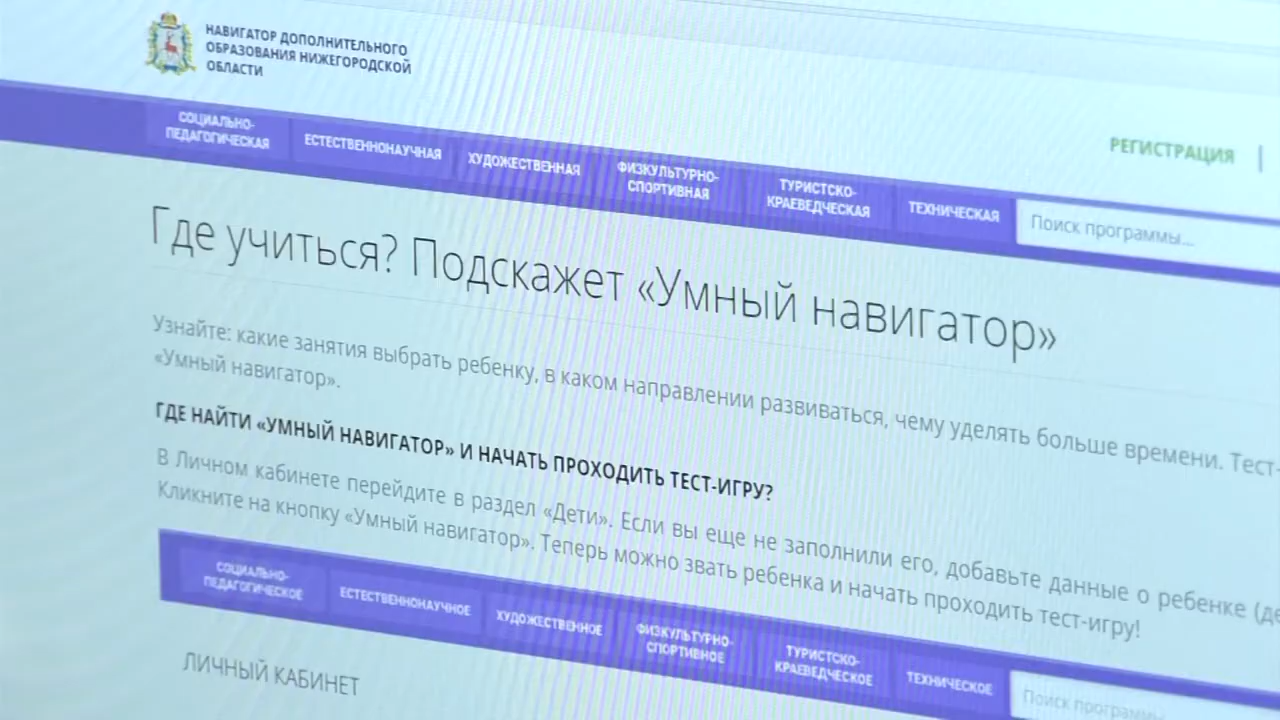 НАВИГАТОР ДОПОЛНИТЕЛЬНОГО
ОБРАЗОВАНИЯ НИЖЕГОРОДСКОЙ
ОБЛАСТИ
РЕГИСТРАЦИЯ
СОЦИАЛЬНО-
ПЕДАГОГИЧЕСКАЯ
ЕСТЕСТВЕННОНАУЧНАЯ
ХУДОЖЕСТВЕННАЯ
ФИЗКУЛЬТУРНО-
СПОРТИВНАЯ
ТУРИСТСКО-
КРАЕВЕДЧЕСКАЯ
ТЕХНИЧЕСКАЯ
Поиск программы...
Где учиться? Подскажет «Умный навигатор»
Узнайте: какие занятия выбрать ребенку, в каком направлении развиваться, чему уделять больше времени. Тест-
«Умный навигатор».
ГДЕ НАЙТИ «УМНЫЙ НАВИГАТОР» И НАЧАТЬ ПРОХОДИТЬ ТЕСТ-ИГРУ?
В Личном кабинете перейдите в раздел «Дети». Если вы еще не заполнили его, добавьте данные о ребенке (де
Кликните на кнопку «Умный навигатор». Теперь можно звать ребенка и начать проходить тест-игру!
СОЦИАЛЬНО-
ПЕДАГОГИЧЕСКОЕ
ЕСТЕСТВЕННОНАУЧНОЕ
ХУДОЖЕСТВЕННОЕ
ФИЗКУЛЬТУРНО-
СПОРТИВНОЕ
ТУРИСТСКО-
КРАЕВЕДЧЕСКОЕ
ТЕХНИЧЕСКОЕ
Поиск программы
ЛИЧНЫЙ КАБИНЕТ